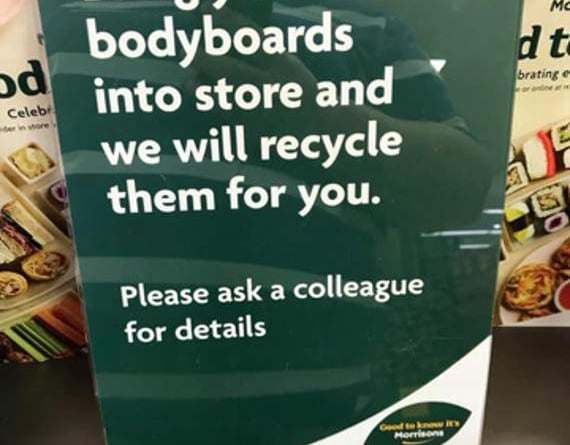 bodyboards
into store and
we will recycle
them for you.
Please ask a colleague
for details
Good to know it's
Morrisons